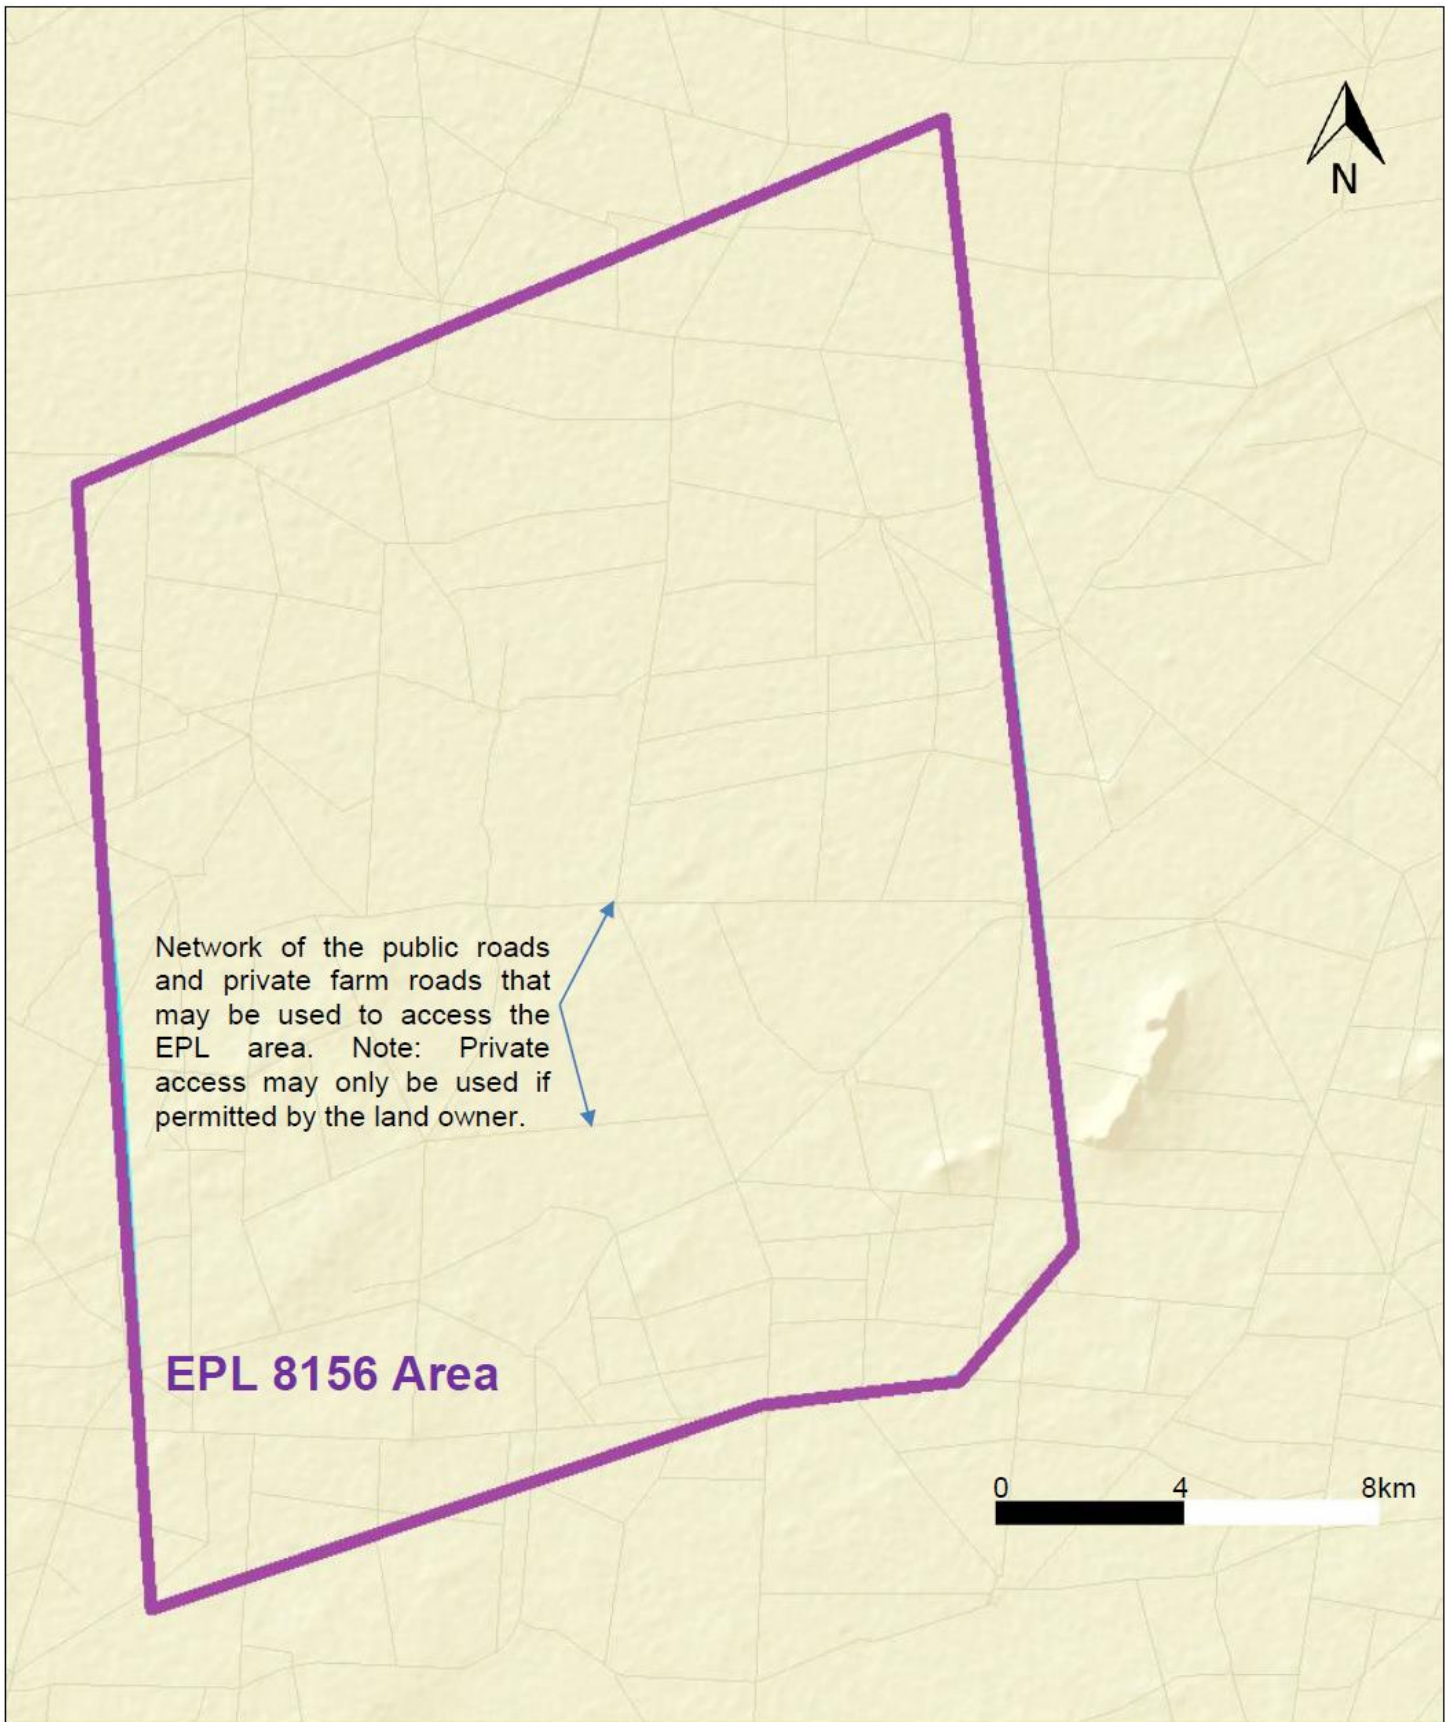 N
Network of the public roads
and private farm roads that
may be used to access the
EPL area. Note: Private
access may only be used if
permitted by the land owner.
EPL 8156 Area
0 4 8km